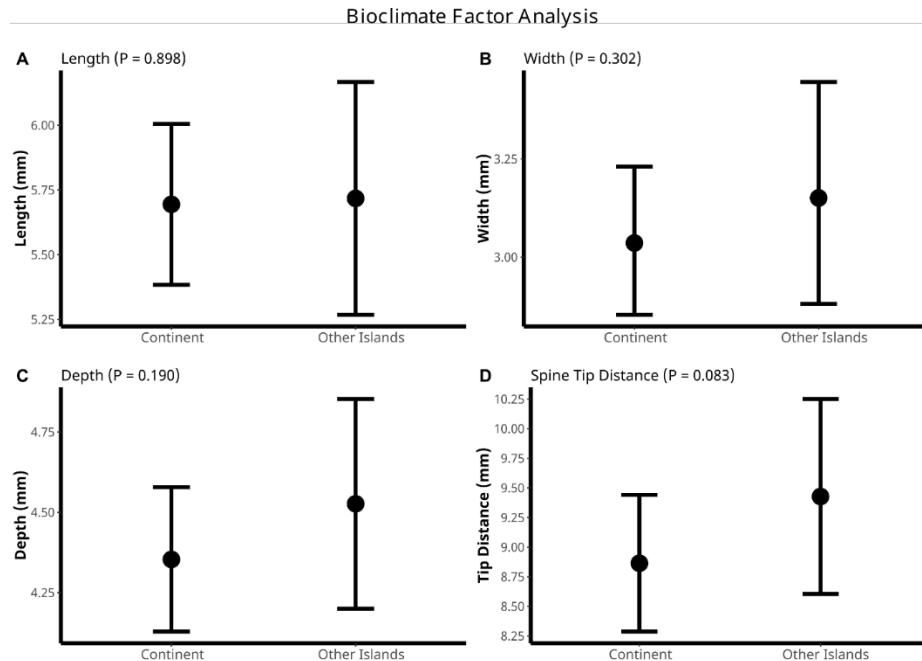 Bioclimate Factor Analysis
A Length (P = 0.898)
Length (mm)
6.00
5.75
5.50
5.25
Continent Other Islands
B Width (P = 0.302)
Width (mm)
3.25
3.00
Continent Other Islands
C Depth (P = 0.190)
Depth (mm)
4.75
4.50
4.25
Continent Other Islands
D Spine Tip Distance (P = 0.083)
Tip Distance (mm)
10.25
10.00
9.75
9.50
9.25
9.00
8.75
8.50
8.25
Continent Other Islands